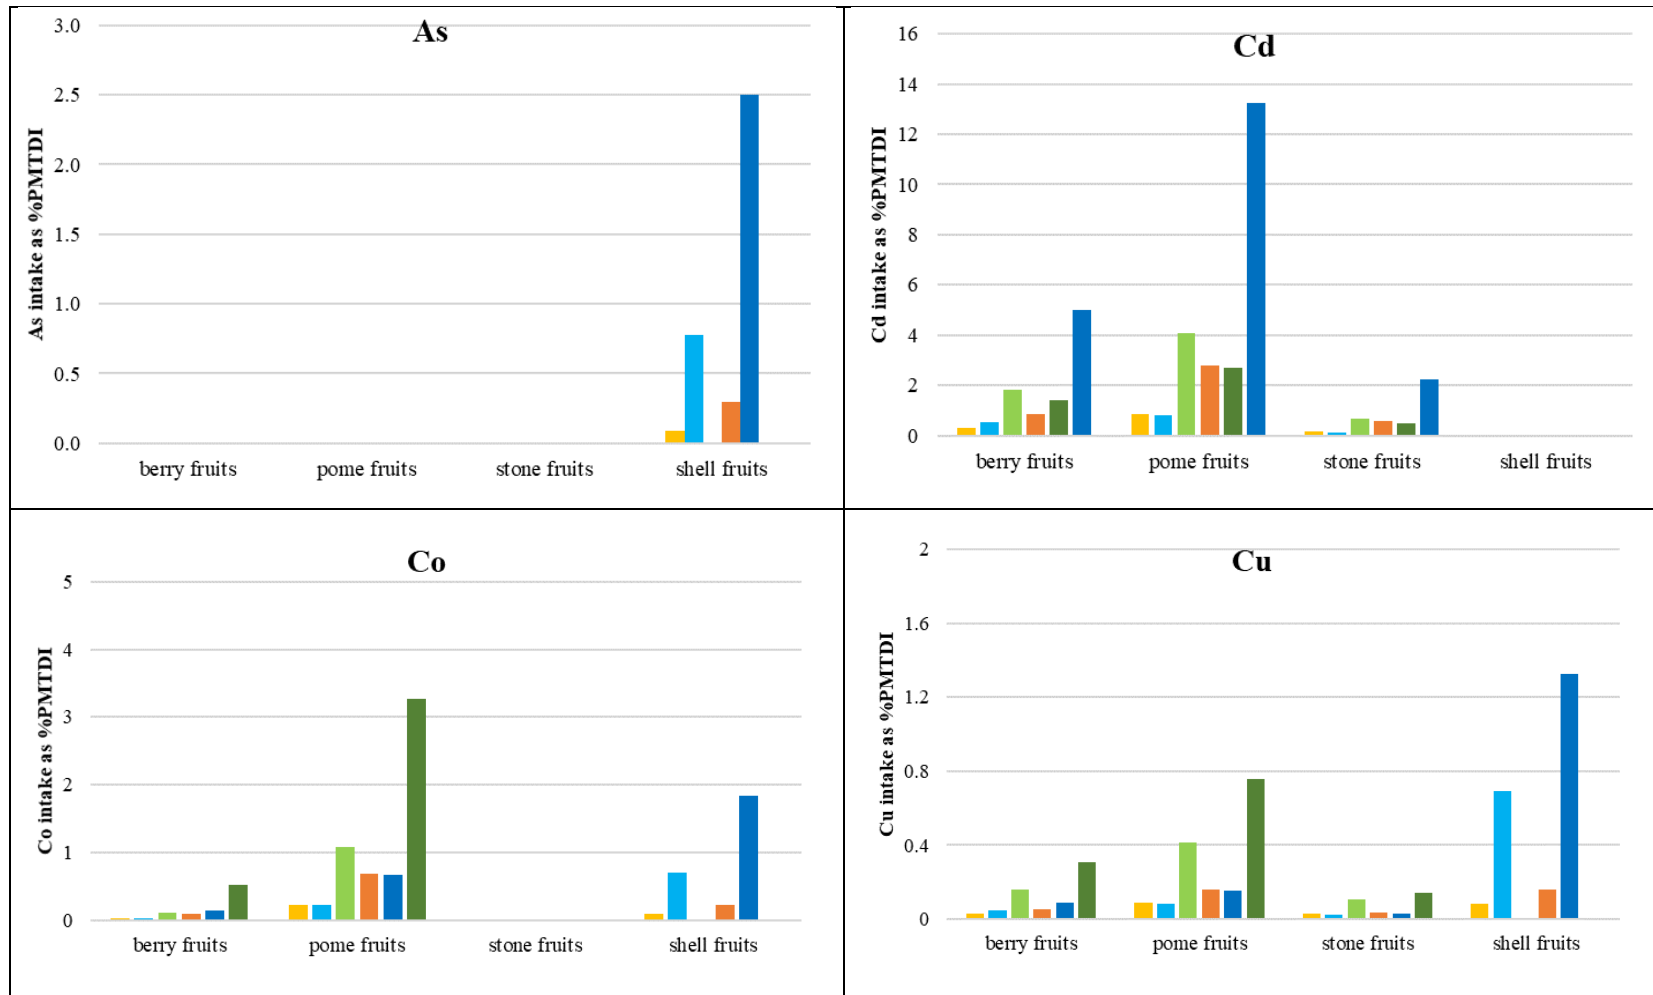 As
As intake as %PMTDI
3.0
2.5
2.0
1.5
1.0
0.5
0.0
berry fruits
pome fruits
stone fruits
shell fruits
Cd
Cd intake as %PMTDI
16
14
12
10
8
6
4
2
0
berry fruits
pome fruits
stone fruits
shell fruits
Co
Co intake as %PMTDI
5
4
3
2
1
0
berry fruits
pome fruits
stone fruits
shell fruits
Cu
Cu intake as %PMTDI
2
1.6
1.2
0.8
0.4
0
berry fruits
pome fruits
stone fruits
shell fruits